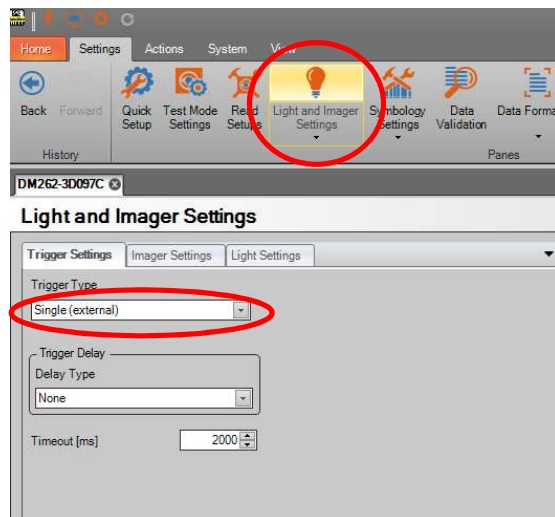 Home Settings Actions System View
Back Forward Quick Setup Test Mode Settings Read Setups Light and Imager Settings Symbology Settings Data Validation Data Forma
History Panes
DM262-3D097C
Light and Imager Settings
Trigger Settings Imager Settings Light Settings
Trigger Type
Single (external)
Trigger Delay
Delay Type
None
Timeout [ms] 2000